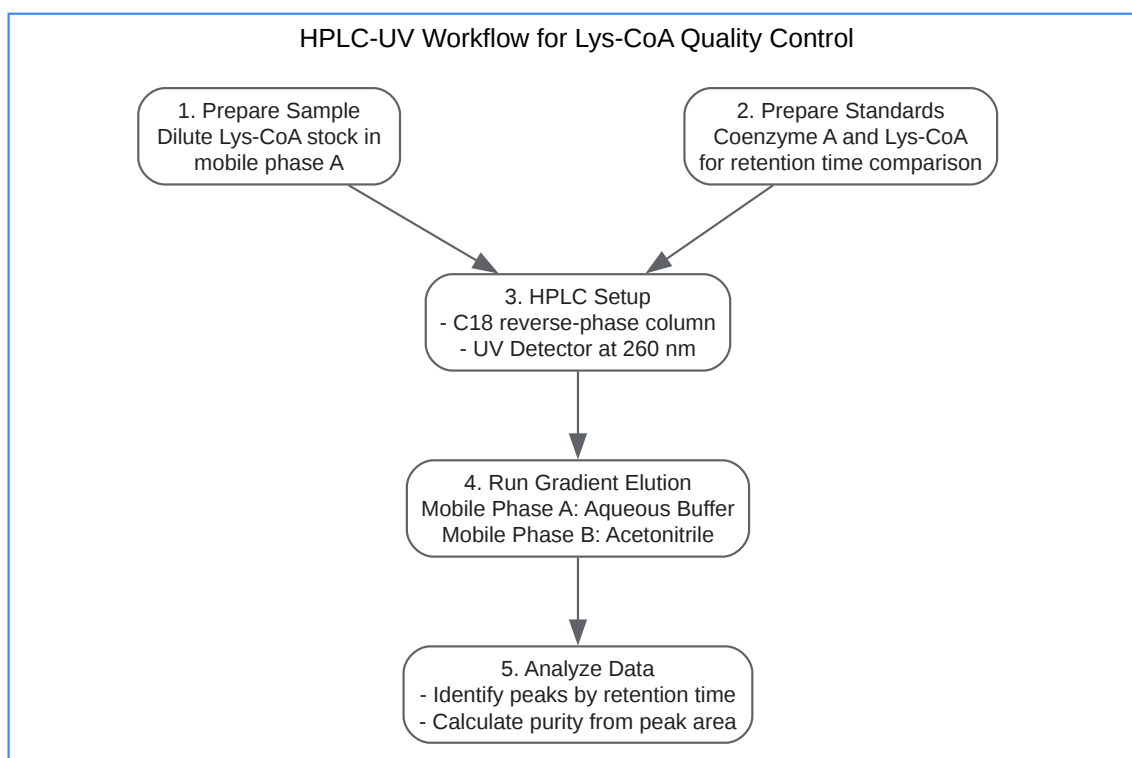 HPLC-UV Workflow for Lys-CoA Quality Control
1. Prepare Sample
Dilute Lys-CoA stock in
mobile phase A
2. Prepare Standards
Coenzyme A and Lys-CoA
for retention time comparison
3. HPLC Setup
- C18 reverse-phase column
- UV Detector at 260 nm
4. Run Gradient Elution
Mobile Phase A: Aqueous Buffer
Mobile Phase B: Acetonitrile
5. Analyze Data
- Identify peaks by retention time
- Calculate purity from peak area